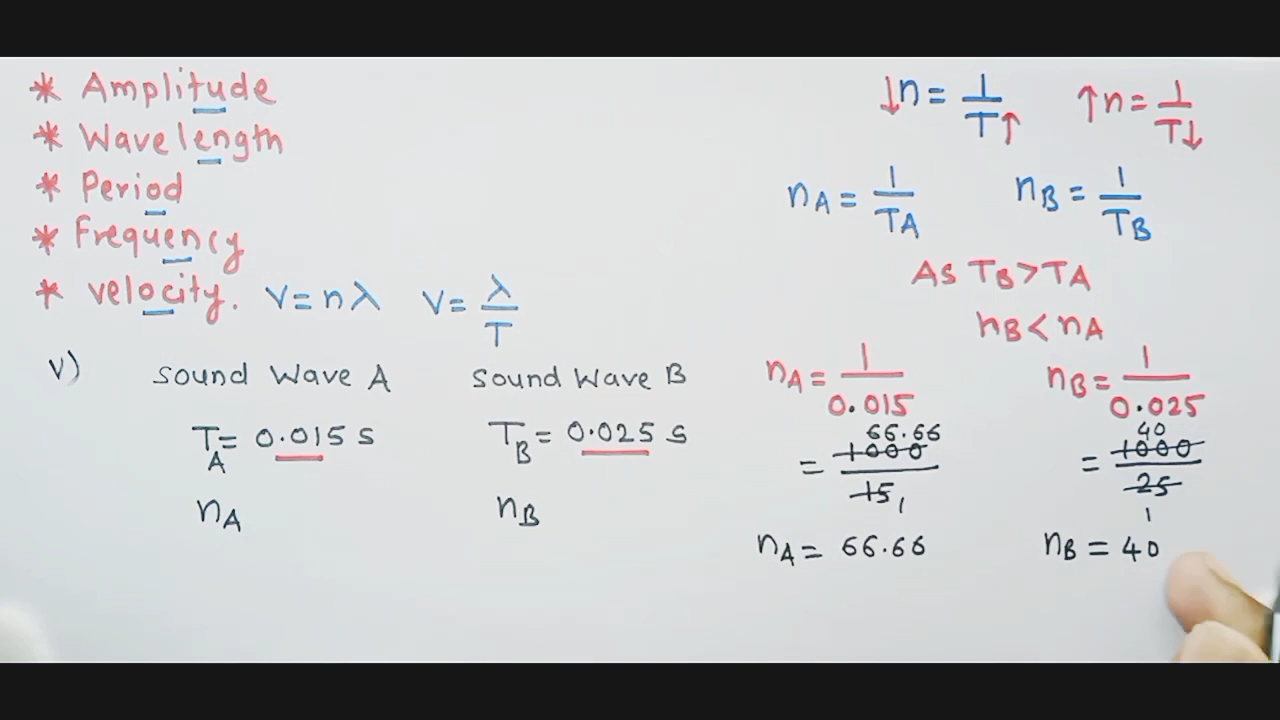 * Amplitude
* Wavelength
* Period
* Frequency
* velocity. V = nλ V = λ/T
↓n = 1/T↑ ↑n = 1/T↓
nA = 1/TA nB = 1/TB
As TB > TA
nB < nA
v) Sound Wave A Sound Wave B
TA = 0.015 s TB = 0.025 s
nA nB
nA = 1/0.015 nB = 1/0.025
66.66 40
= 1000/15 = 1000/25
1 1
nA = 66.66 nB = 40